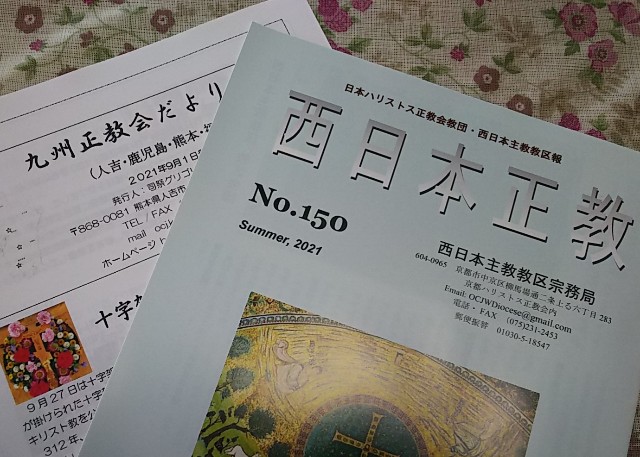 九州正教会だより
(人吉・鹿児島・熊本・
2021年9月1日
発行人:司祭グリゴリ
〒868-0081 熊本県人吉市
TEL / FAX
mail ocj
ホームページ
十字
9月27日は十字架
が掛けられた十字
キリスト教を公
312年、
日本ハリストス正教会教団・西日本主教教区報
西日本正教
No.150
Summer, 2021
西日本主教教区宗務局
604-0965 京都市中京区柳馬場通二条上る六丁目283
京都ハリストス正教会内
Email: OCJWDiocese@gmail.com
電話・FAX (075)231-2453
郵便振替 01030-5-18547